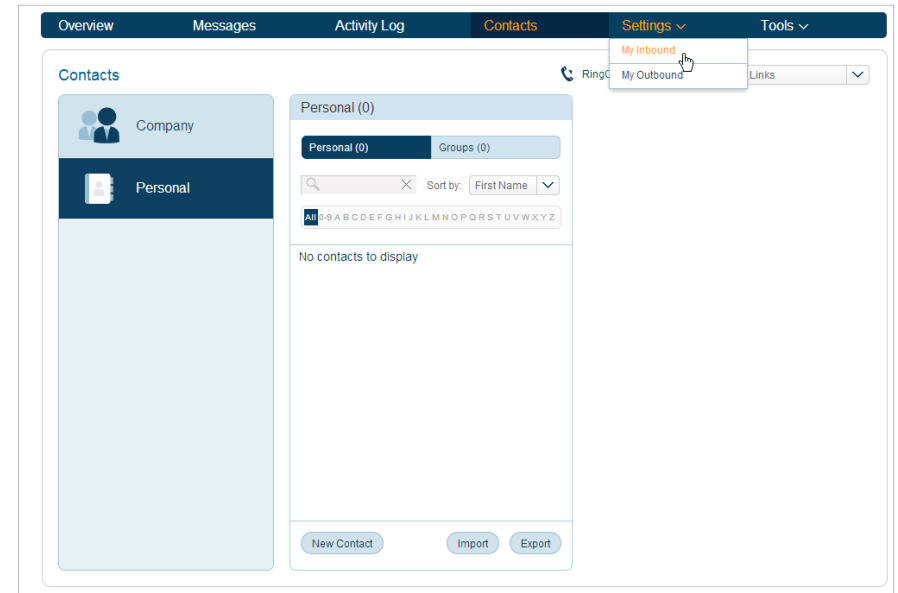 Overview Messages Activity Log Contacts Settings Tools
My Inbound
Contacts RingC My Outbound Links
Personal (0)
Company
Personal (0) Groups (0)
Personal
Sort by: First Name
All 0-9 A B C D E F G H I J K L M N O P Q R S T U V W X Y Z
No contacts to display
New Contact Import Export